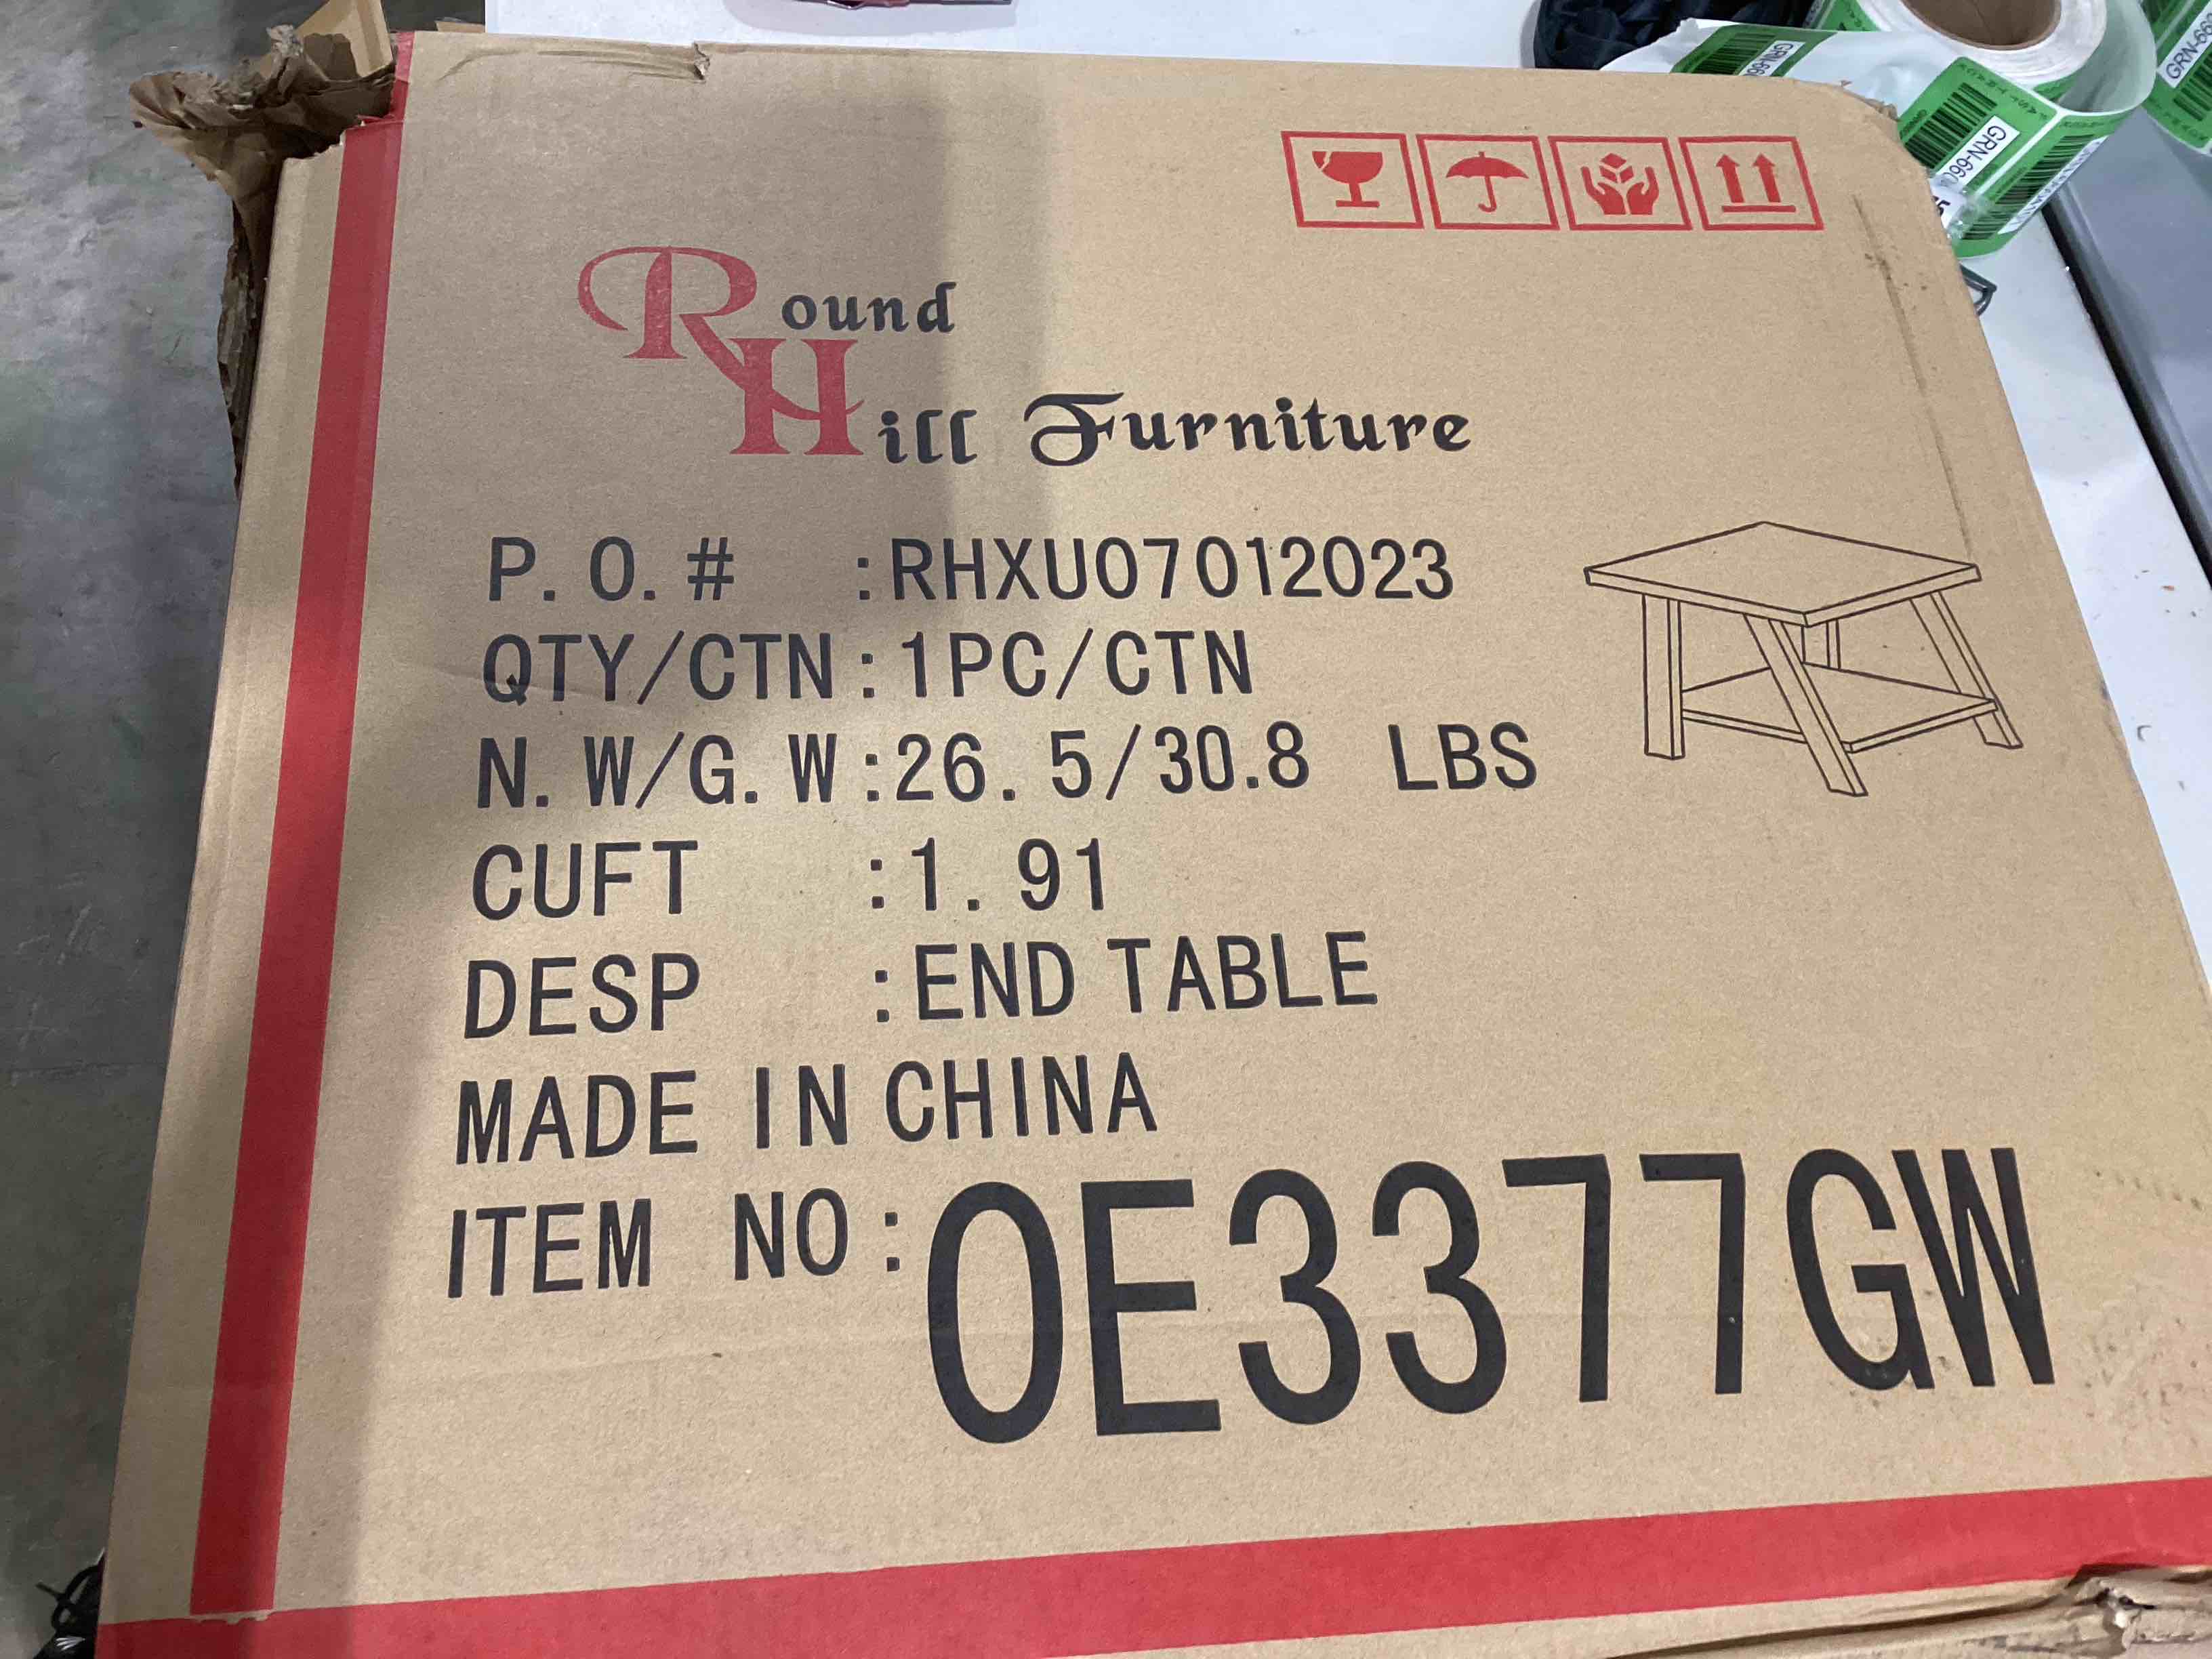 Round
Hill Furniture
P.O.# :RHXU07012023
QTY/CTN:1PC/CTN
N.W/G.W:26.5/30.8 LBS
CUFT :1.91
DESP :END TABLE
MADE IN CHINA
ITEM NO:OE3377GW